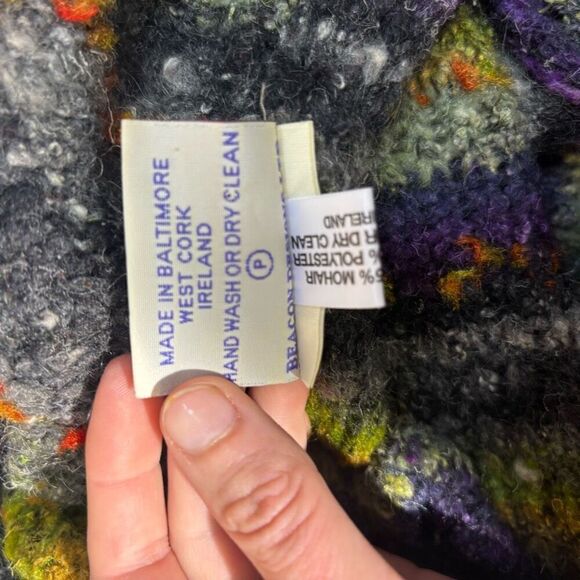 MADE IN BALTIMORE
WEST CORK
IRELAND
HAND WASH OR DRY CLEAN
P
BEACON
% MOHAIR
% POLYESTER
DRY CLEAN
IRELAND